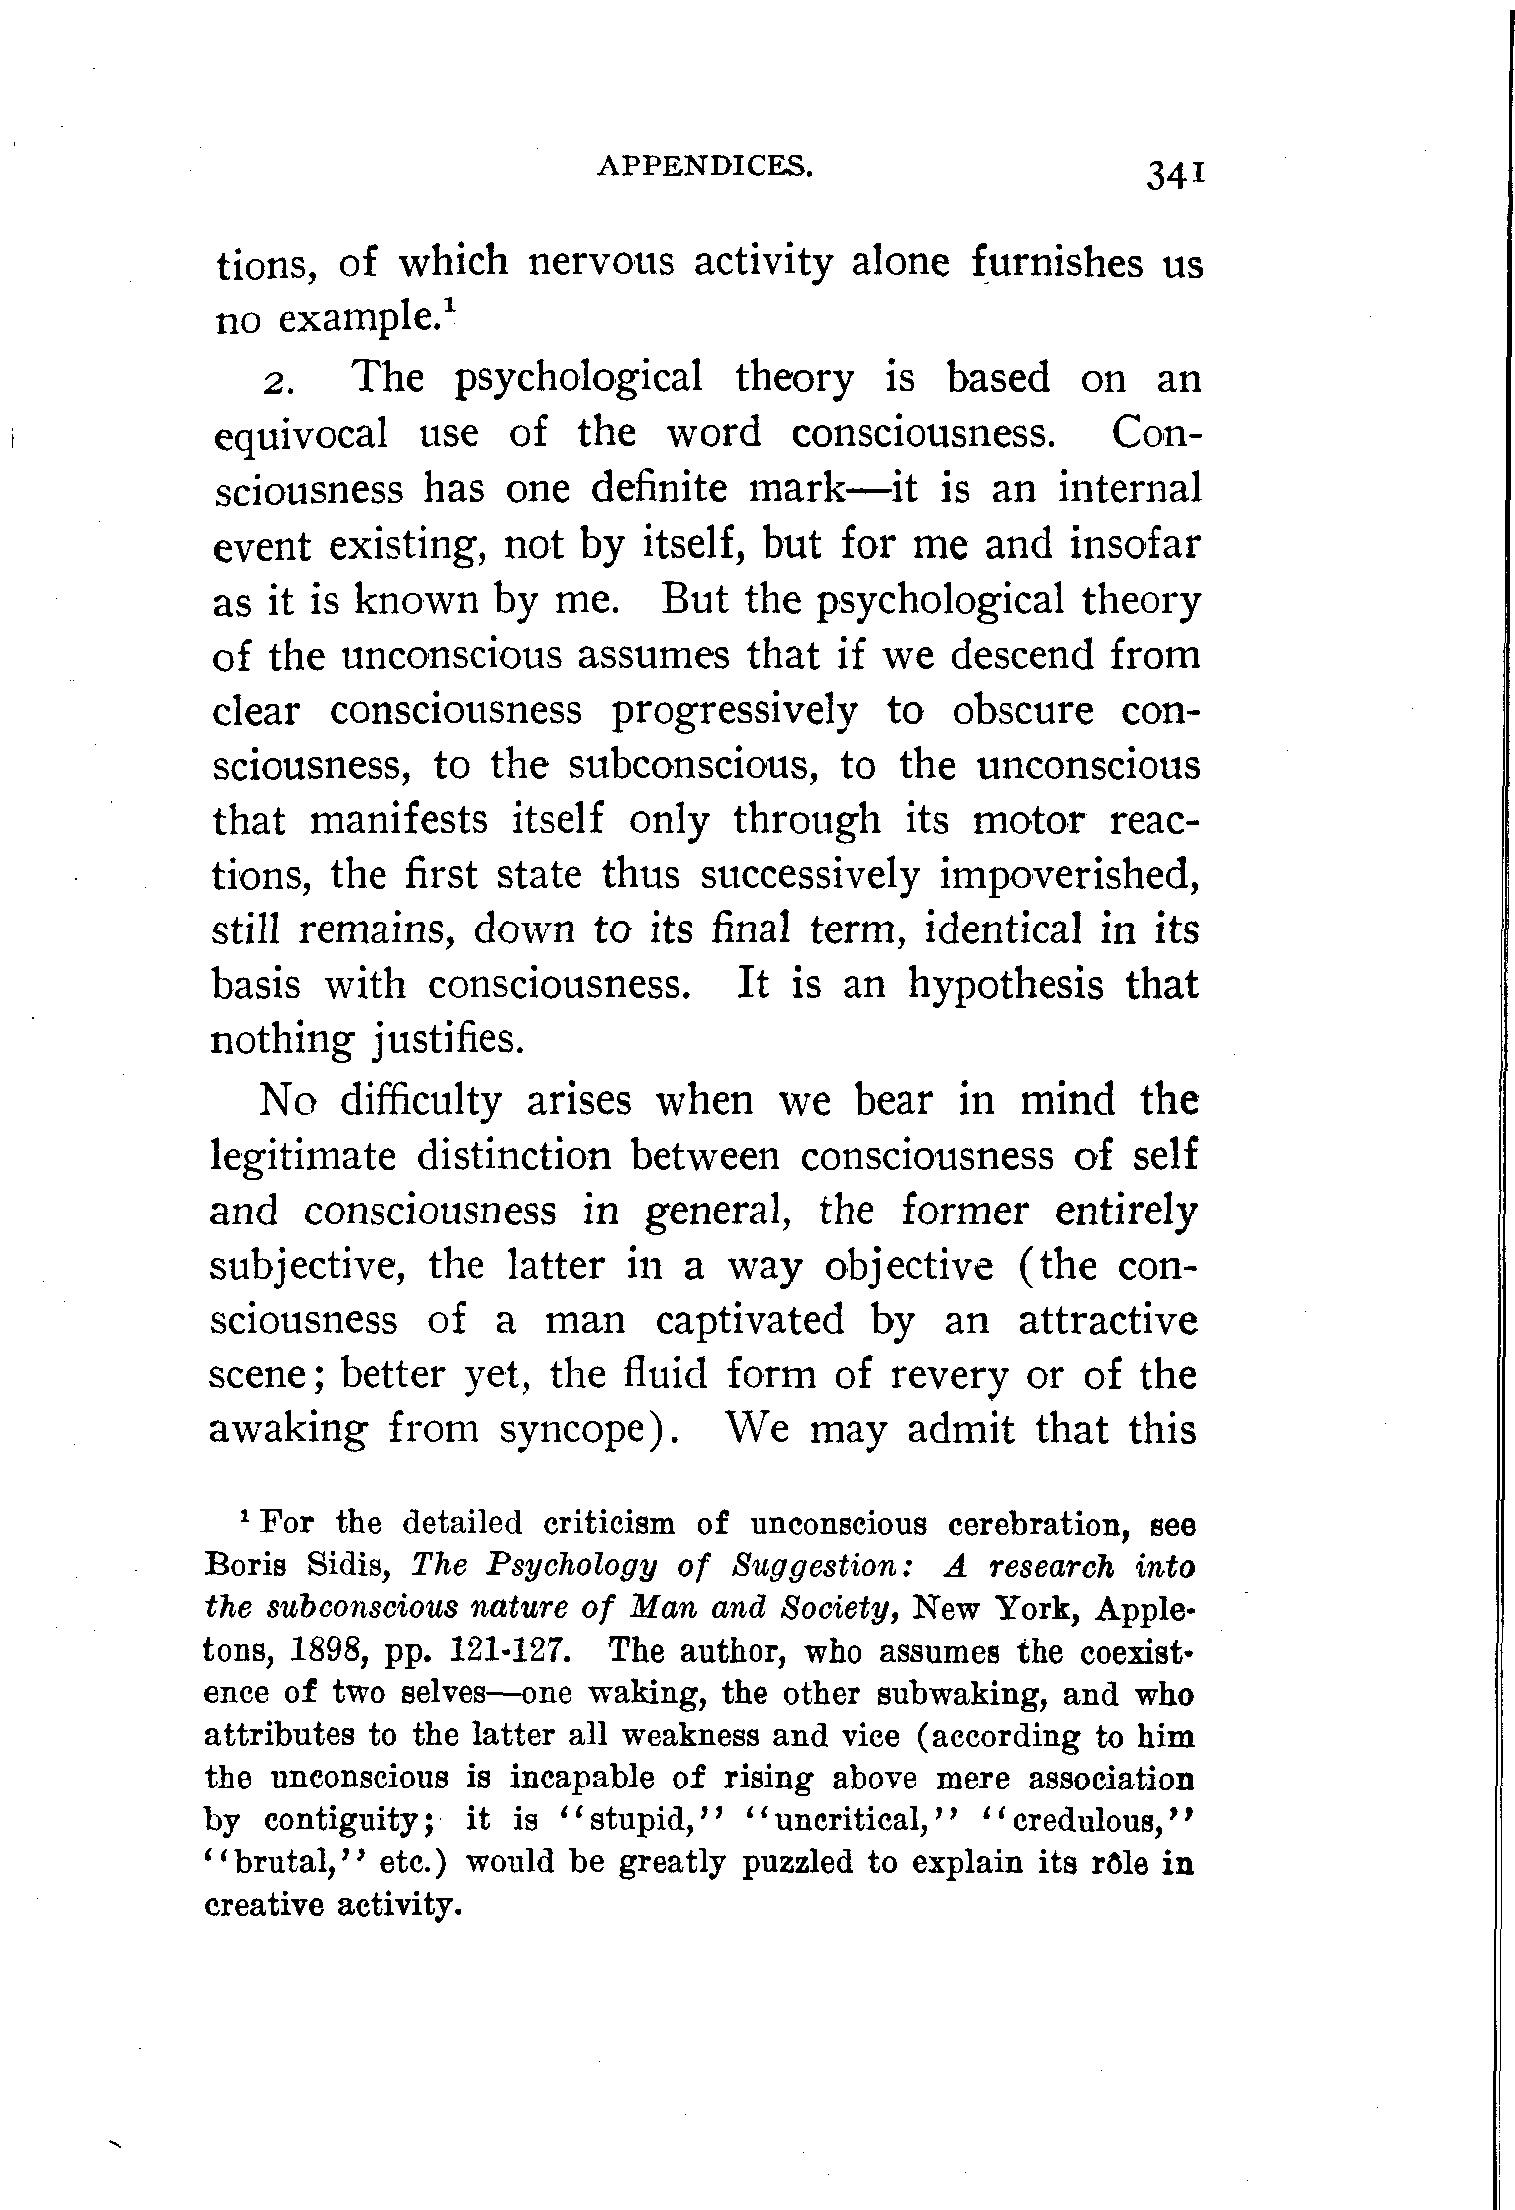 APPENDICES. 341
tions, of which nervous activity alone furnishes us
no example.¹
2. The psychological theory is based on an
equivocal use of the word consciousness. Con-
sciousness has one definite mark—it is an internal
event existing, not by itself, but for me and insofar
as it is known by me. But the psychological theory
of the unconscious assumes that if we descend from
clear consciousness progressively to obscure con-
sciousness, to the subconscious, to the unconscious
that manifests itself only through its motor reac-
tions, the first state thus successively impoverished,
still remains, down to its final term, identical in its
basis with consciousness. It is an hypothesis that
nothing justifies.
No difficulty arises when we bear in mind the
legitimate distinction between consciousness of self
and consciousness in general, the former entirely
subjective, the latter in a way objective (the con-
sciousness of a man captivated by an attractive
scene; better yet, the fluid form of revery or of the
awaking from syncope). We may admit that this
¹ For the detailed criticism of unconscious cerebration, see
Boris Sidis, The Psychology of Suggestion: A research into
the subconscious nature of Man and Society, New York, Apple-
tons, 1898, pp. 121-127. The author, who assumes the coexist-
ence of two selves—one waking, the other subwaking, and who
attributes to the latter all weakness and vice (according to him
the unconscious is incapable of rising above mere association
by contiguity; it is "stupid," "uncritical," "credulous,"
"brutal," etc.) would be greatly puzzled to explain its rôle in
creative activity.